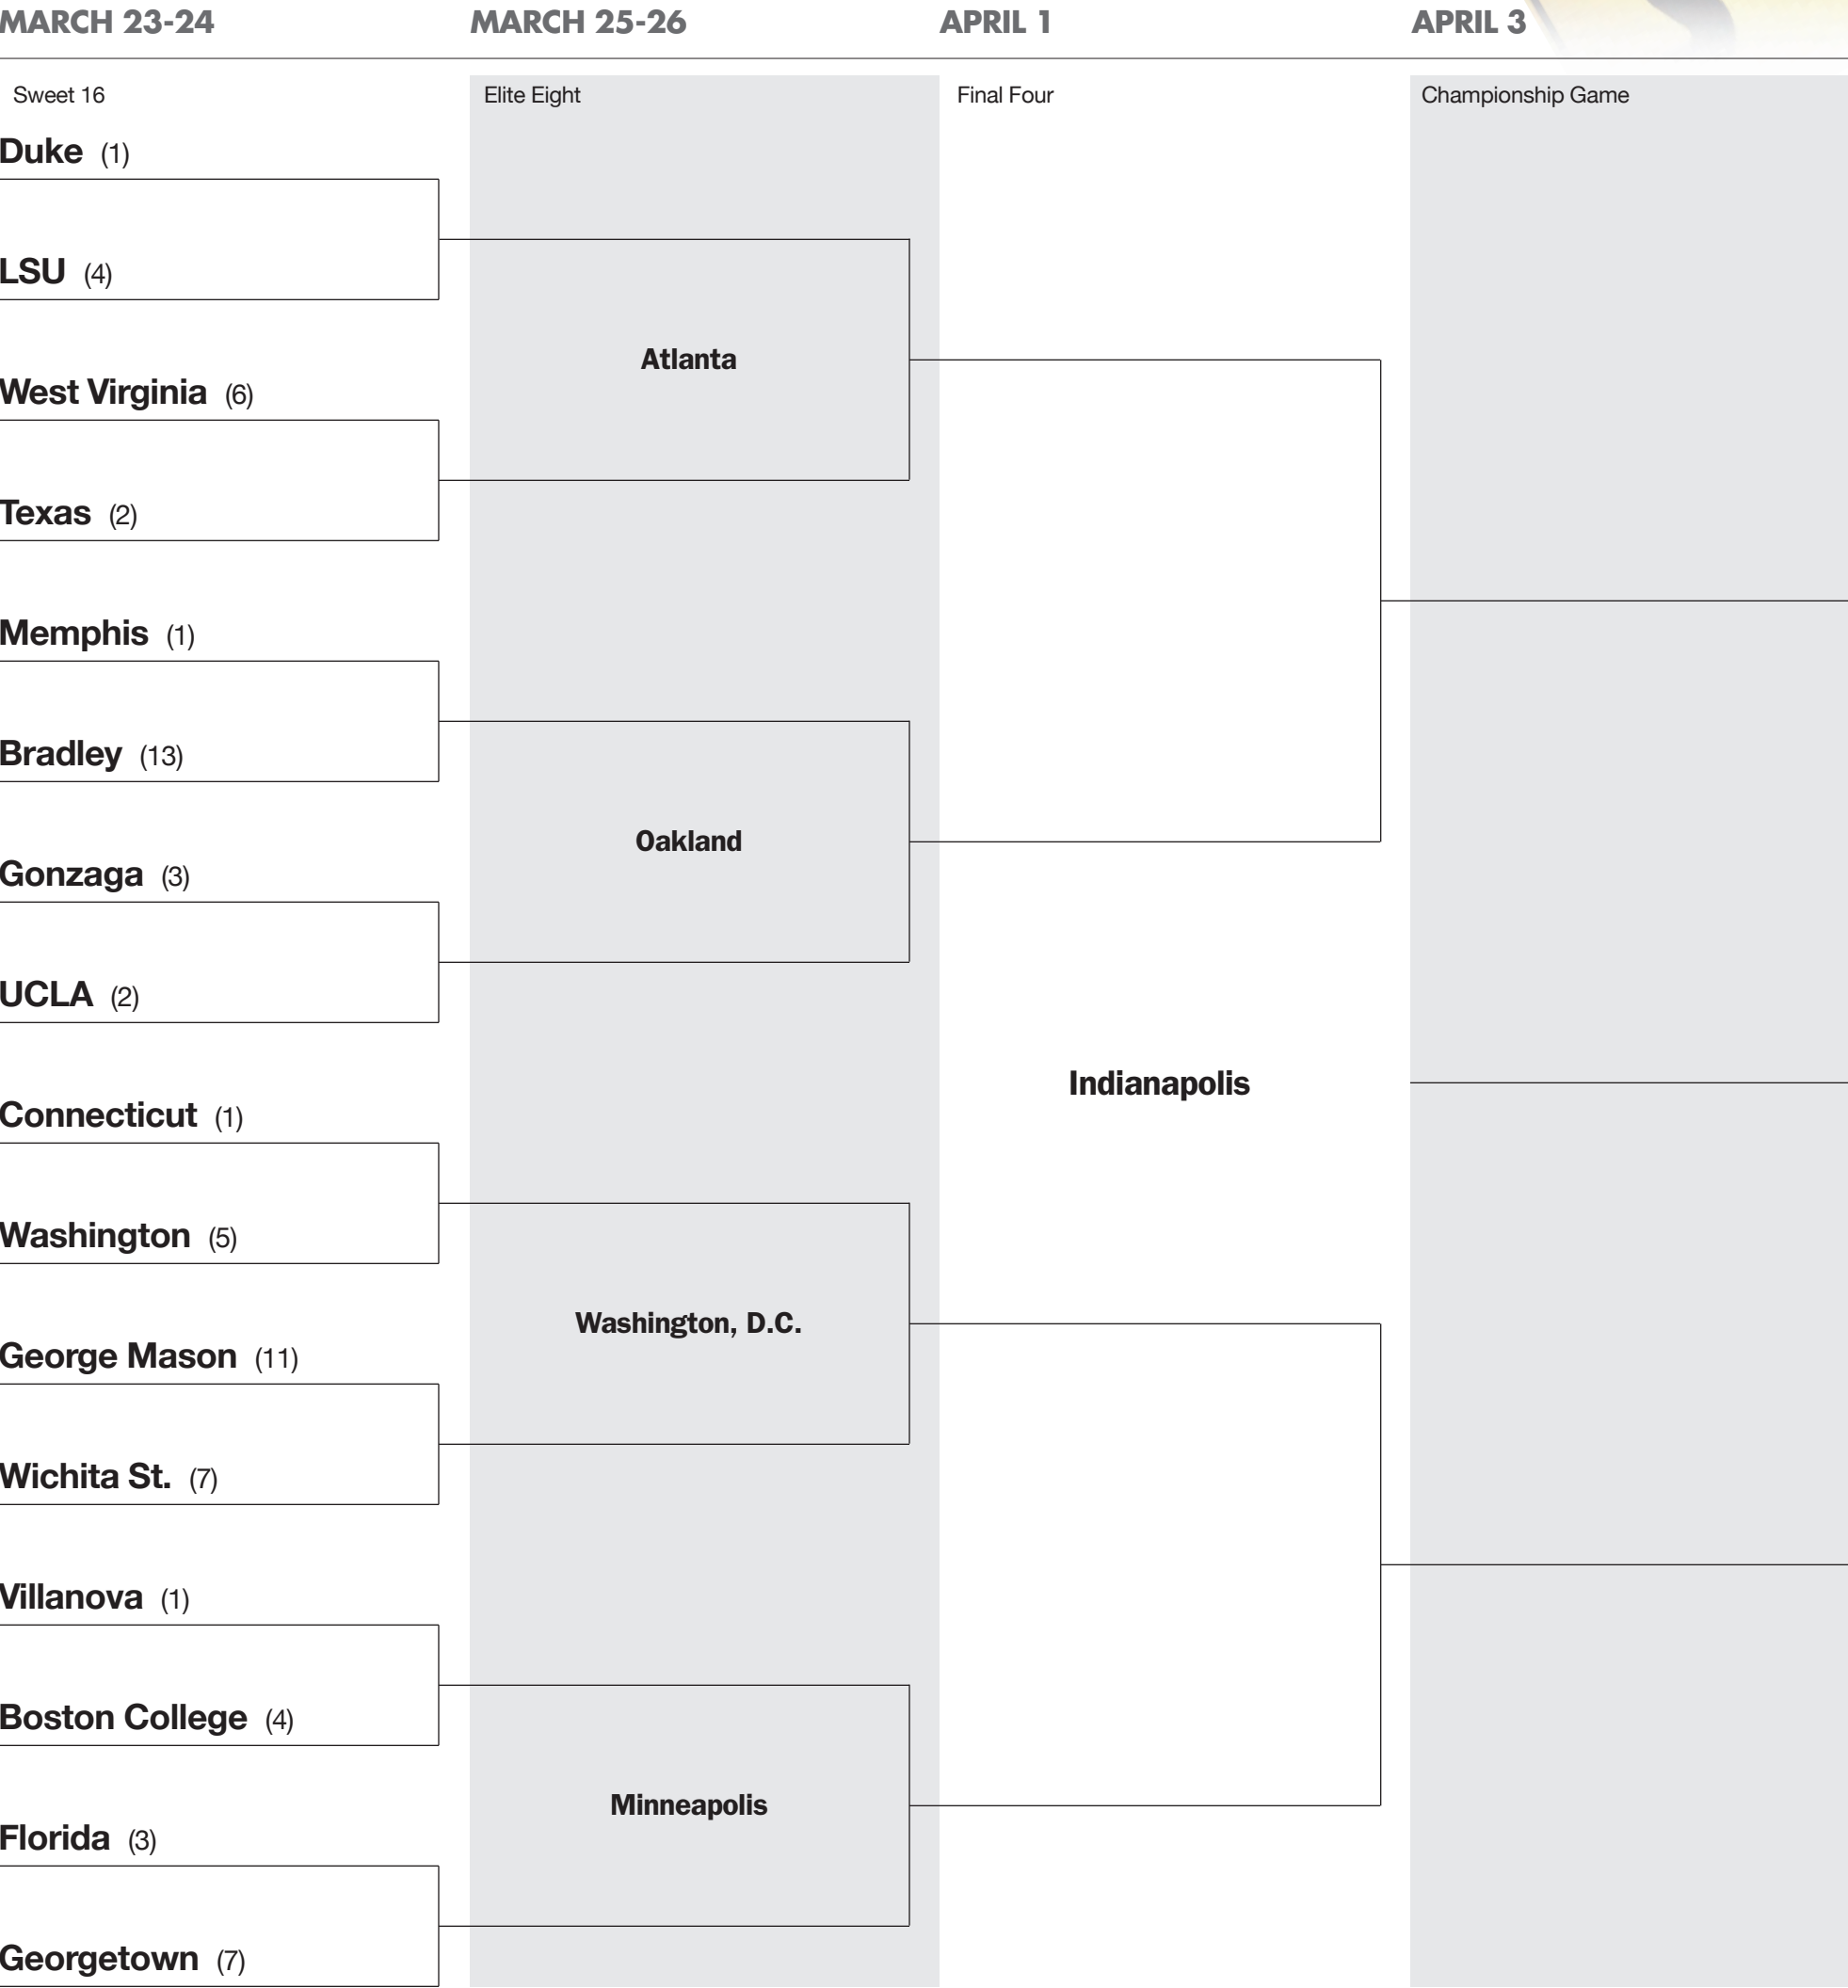 MARCH 23-24
MARCH 25-26
APRIL 1
APRIL 3
Sweet 16
Elite Eight
Final Four
Championship Game
Duke (1)
LSU (4)
Atlanta
West Virginia (6)
Texas (2)
Memphis (1)
Bradley (13)
Oakland
Gonzaga (3)
UCLA (2)
Indianapolis
Connecticut (1)
Washington (5)
Washington, D.C.
George Mason (11)
Wichita St. (7)
Villanova (1)
Boston College (4)
Minneapolis
Florida (3)
Georgetown (7)